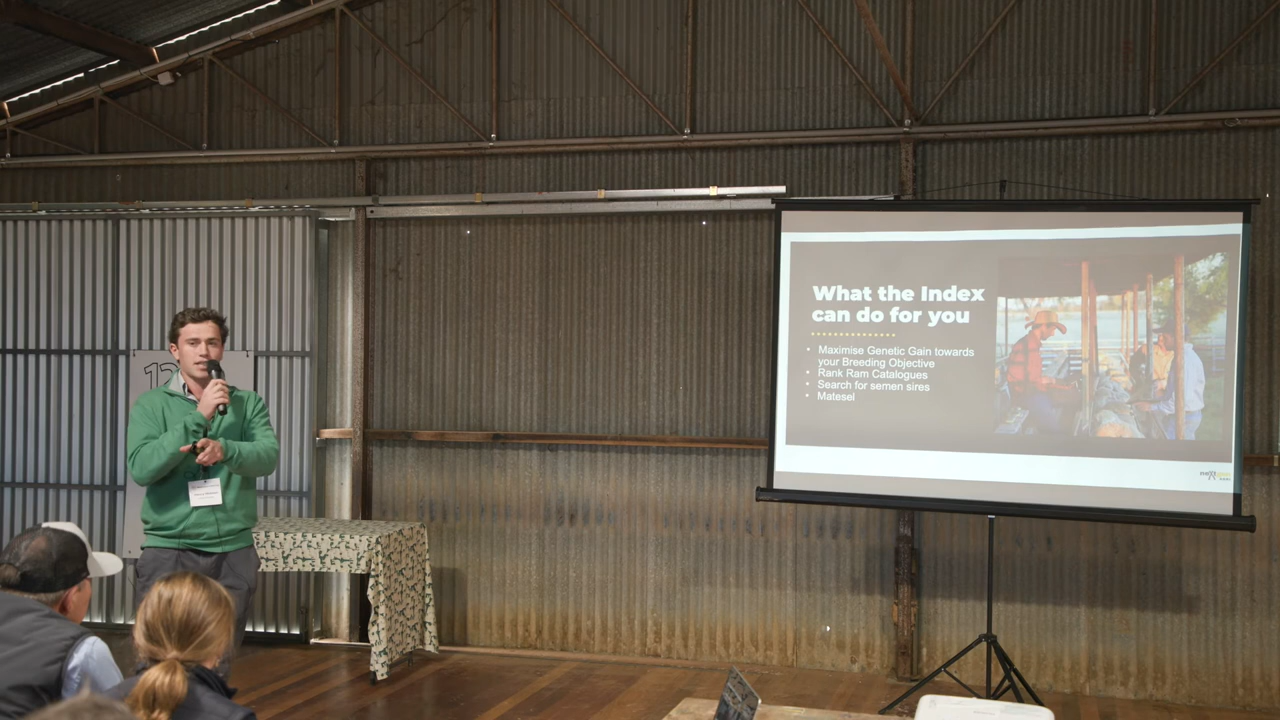 What the Index
can do for you
• Maximise Genetic Gain towards
your Breeding Objective
• Rank Ram Catalogues
• Search for semen sires
• Matesel
12